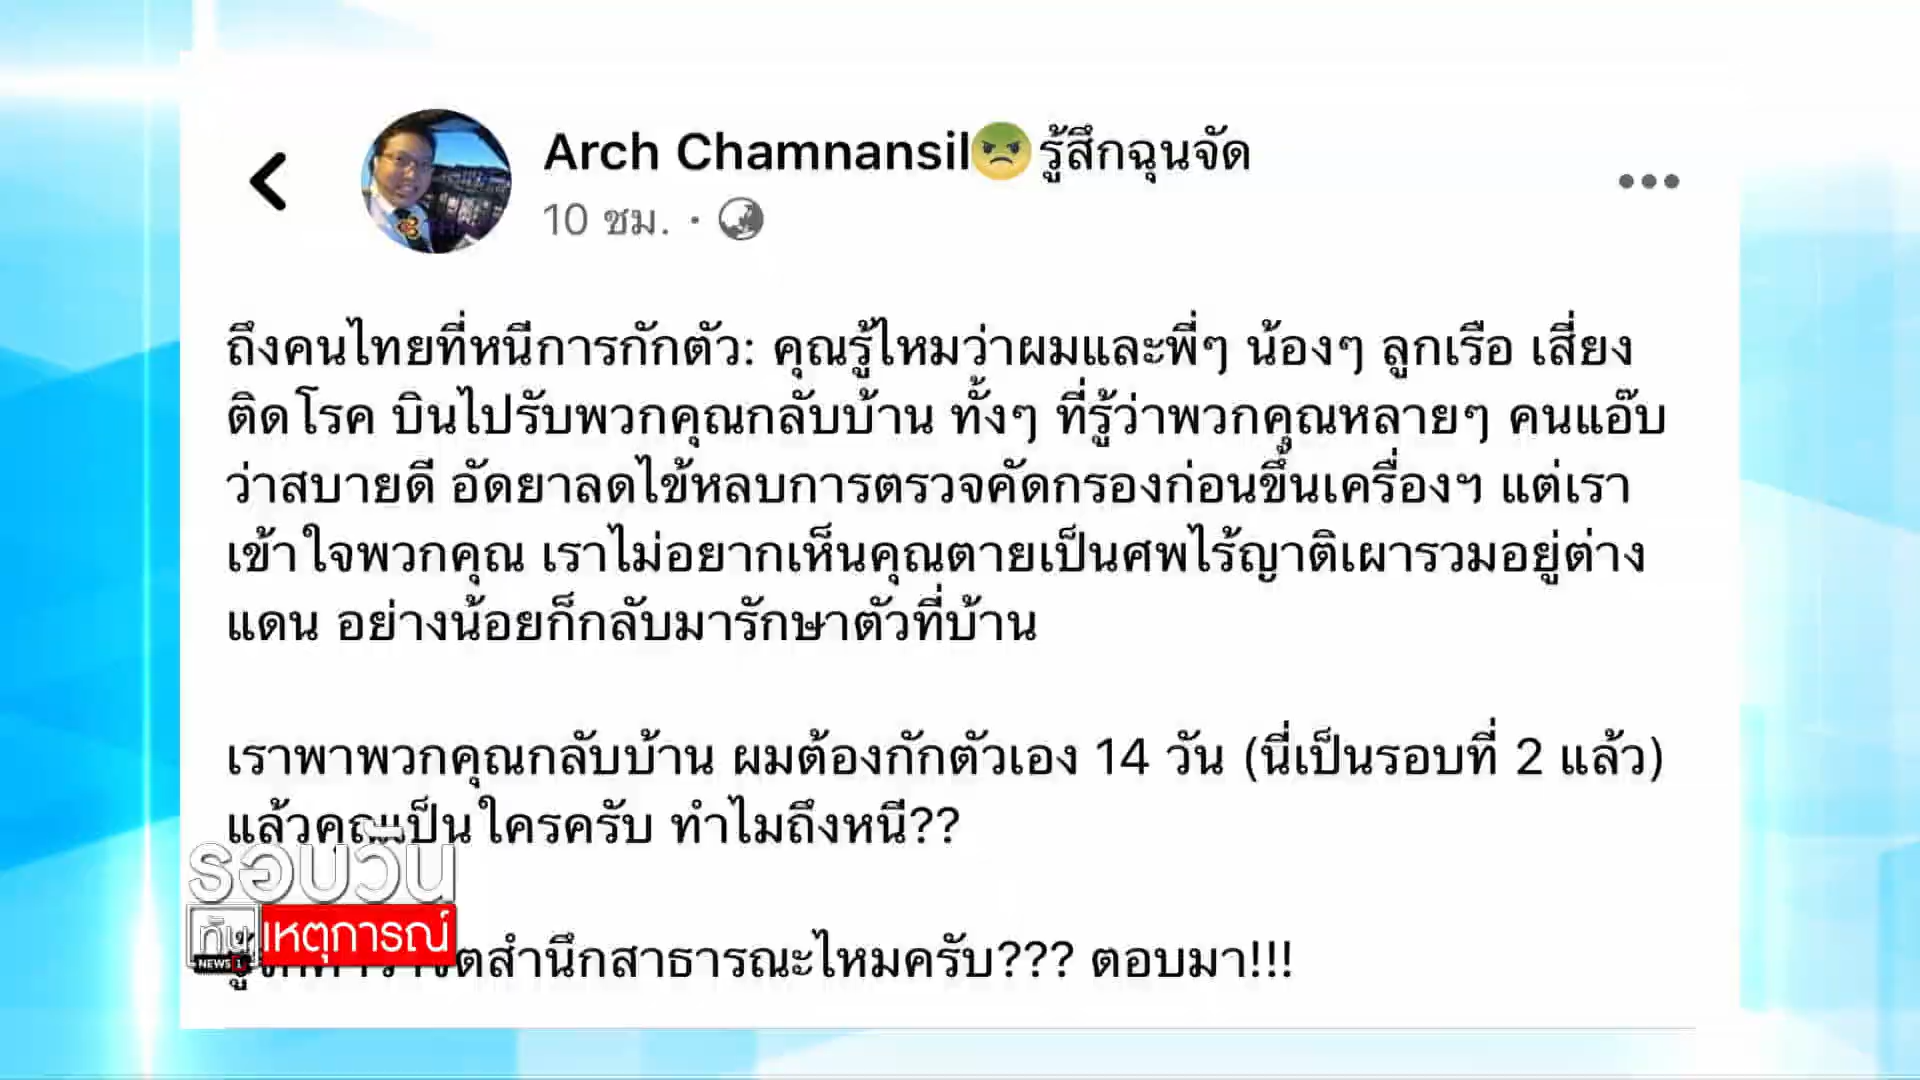 Arch Chamnansil รู้สึกฉุนจัด
10 ชม.
ถึงคนไทยที่หนีการกักตัว: คุณรู้ไหมว่าผมและพี่ๆ น้องๆ ลูกเรือ เสี่ยง
ติดโรค บินไปรับพวกคุณกลับบ้าน ทั้งๆ ที่รู้ว่าพวกคุณหลายๆ คนแอ๊บ
ว่าสบายดี อัดยาลดไข้หลบการตรวจคัดกรองก่อนขึ้นเครื่องฯ แต่เรา
เข้าใจพวกคุณ เราไม่อยากเห็นคุณตายเป็นศพไร้ญาติเผารวมอยู่ต่าง
แดน อย่างน้อยก็กลับมารักษาตัวที่บ้าน
เราพาพวกคุณกลับบ้าน ผมต้องกักตัวเอง 14 วัน (นี่เป็นรอบที่ 2 แล้ว)
แล้วคุณเป็นใครครับ ทำไมถึงหนี??
ตสำนึกสาธารณะไหมครับ??? ตอบมา!!!
รอบวัน
ทันเหตุการณ์
NEWS 1